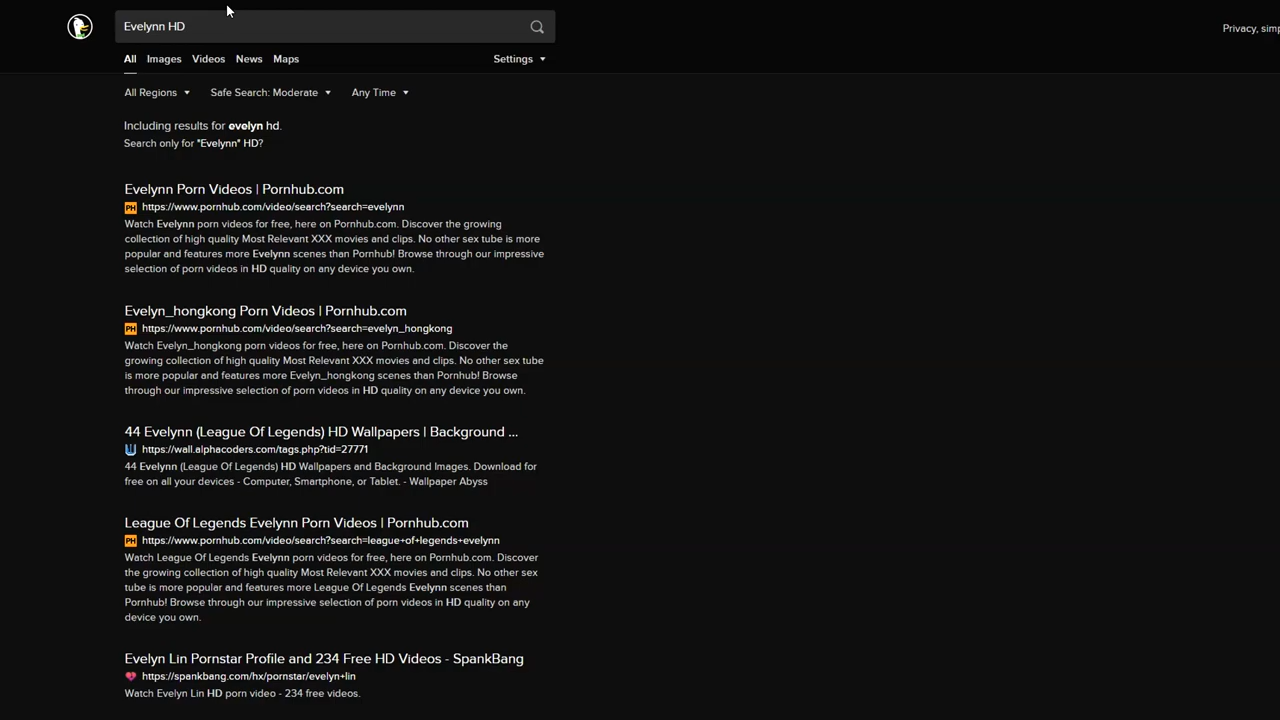 Evelynn HD
Privacy, simp
All Images Videos News Maps Settings
All Regions Safe Search: Moderate Any Time
Including results for evelyn hd.
Search only for "Evelynn" HD?
Evelynn Porn Videos | Pornhub.com
PH https://www.pornhub.com/video/search?search=evelynn
Watch Evelynn porn videos for free, here on Pornhub.com. Discover the growing
collection of high quality Most Relevant XXX movies and clips. No other sex tube is more
popular and features more Evelynn scenes than Pornhub! Browse through our impressive
selection of porn videos in HD quality on any device you own.
Evelyn_hongkong Porn Videos | Pornhub.com
PH https://www.pornhub.com/video/search?search=evelyn_hongkong
Watch Evelyn_hongkong porn videos for free, here on Pornhub.com. Discover the
growing collection of high quality Most Relevant XXX movies and clips. No other sex tube
is more popular and features more Evelyn_hongkong scenes than Pornhub! Browse
through our impressive selection of porn videos in HD quality on any device you own.
44 Evelynn (League Of Legends) HD Wallpapers | Background ...
https://wall.alphacoders.com/tags.php?tid=27771
44 Evelynn (League Of Legends) HD Wallpapers and Background Images. Download for
free on all your devices - Computer, Smartphone, or Tablet. - Wallpaper Abyss
League Of Legends Evelynn Porn Videos | Pornhub.com
PH https://www.pornhub.com/video/search?search=league+of+legends+evelynn
Watch League Of Legends Evelynn porn videos for free, here on Pornhub.com. Discover
the growing collection of high quality Most Relevant XXX movies and clips. No other sex
tube is more popular and features more League Of Legends Evelynn scenes than
Pornhub! Browse through our impressive selection of porn videos in HD quality on any
device you own.
Evelyn Lin Pornstar Profile and 234 Free HD Videos - SpankBang
https://spankbang.com/hx/pornstar/evelyn+lin
Watch Evelyn Lin HD porn video - 234 free videos.